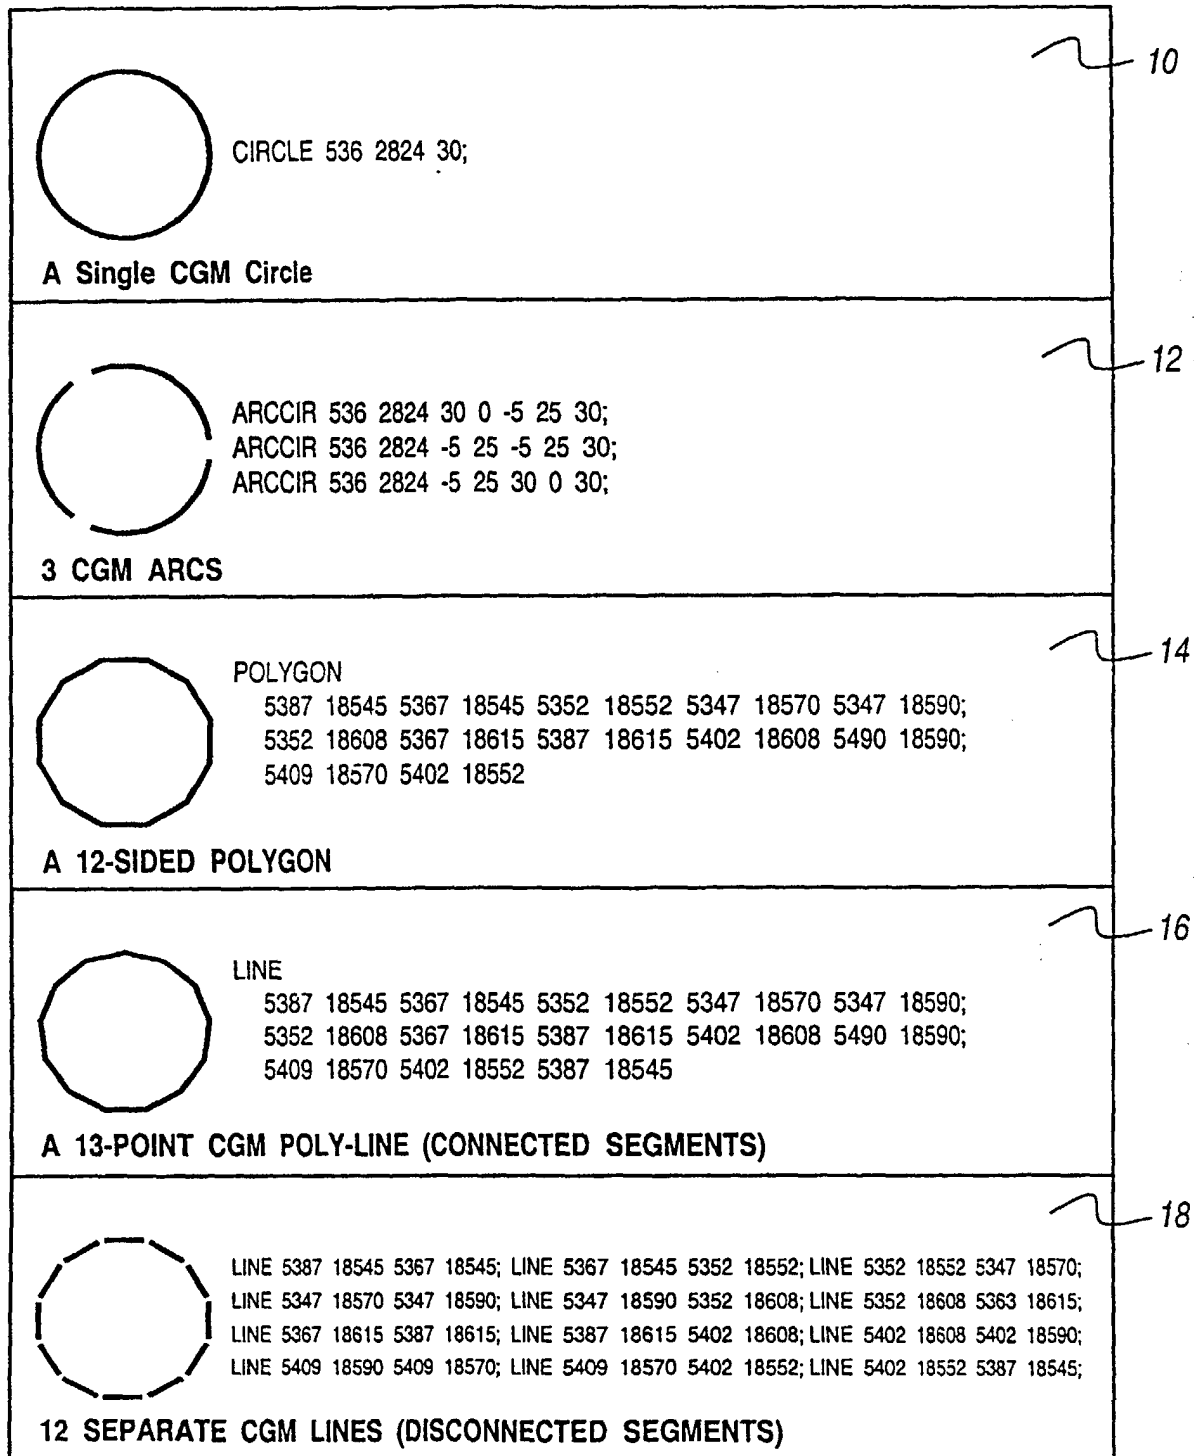 10
CIRCLE 536 2824 30;
A Single CGM Circle
12
ARCCIR 536 2824 30 0 -5 25 30;
ARCCIR 536 2824 -5 25 -5 25 30;
ARCCIR 536 2824 -5 25 30 0 30;
3 CGM ARCS
14
POLYGON
5387 18545 5367 18545 5352 18552 5347 18570 5347 18590;
5352 18608 5367 18615 5387 18615 5402 18608 5490 18590;
5409 18570 5402 18552
A 12-SIDED POLYGON
16
LINE
5387 18545 5367 18545 5352 18552 5347 18570 5347 18590;
5352 18608 5367 18615 5387 18615 5402 18608 5490 18590;
5409 18570 5402 18552 5387 18545
A 13-POINT CGM POLY-LINE (CONNECTED SEGMENTS)
18
LINE 5387 18545 5367 18545; LINE 5367 18545 5352 18552; LINE 5352 18552 5347 18570;
LINE 5347 18570 5347 18590; LINE 5347 18590 5352 18608; LINE 5352 18608 5363 18615;
LINE 5367 18615 5387 18615; LINE 5387 18615 5402 18608; LINE 5402 18608 5402 18590;
LINE 5409 18590 5409 18570; LINE 5409 18570 5402 18552; LINE 5402 18552 5387 18545;
12 SEPARATE CGM LINES (DISCONNECTED SEGMENTS)